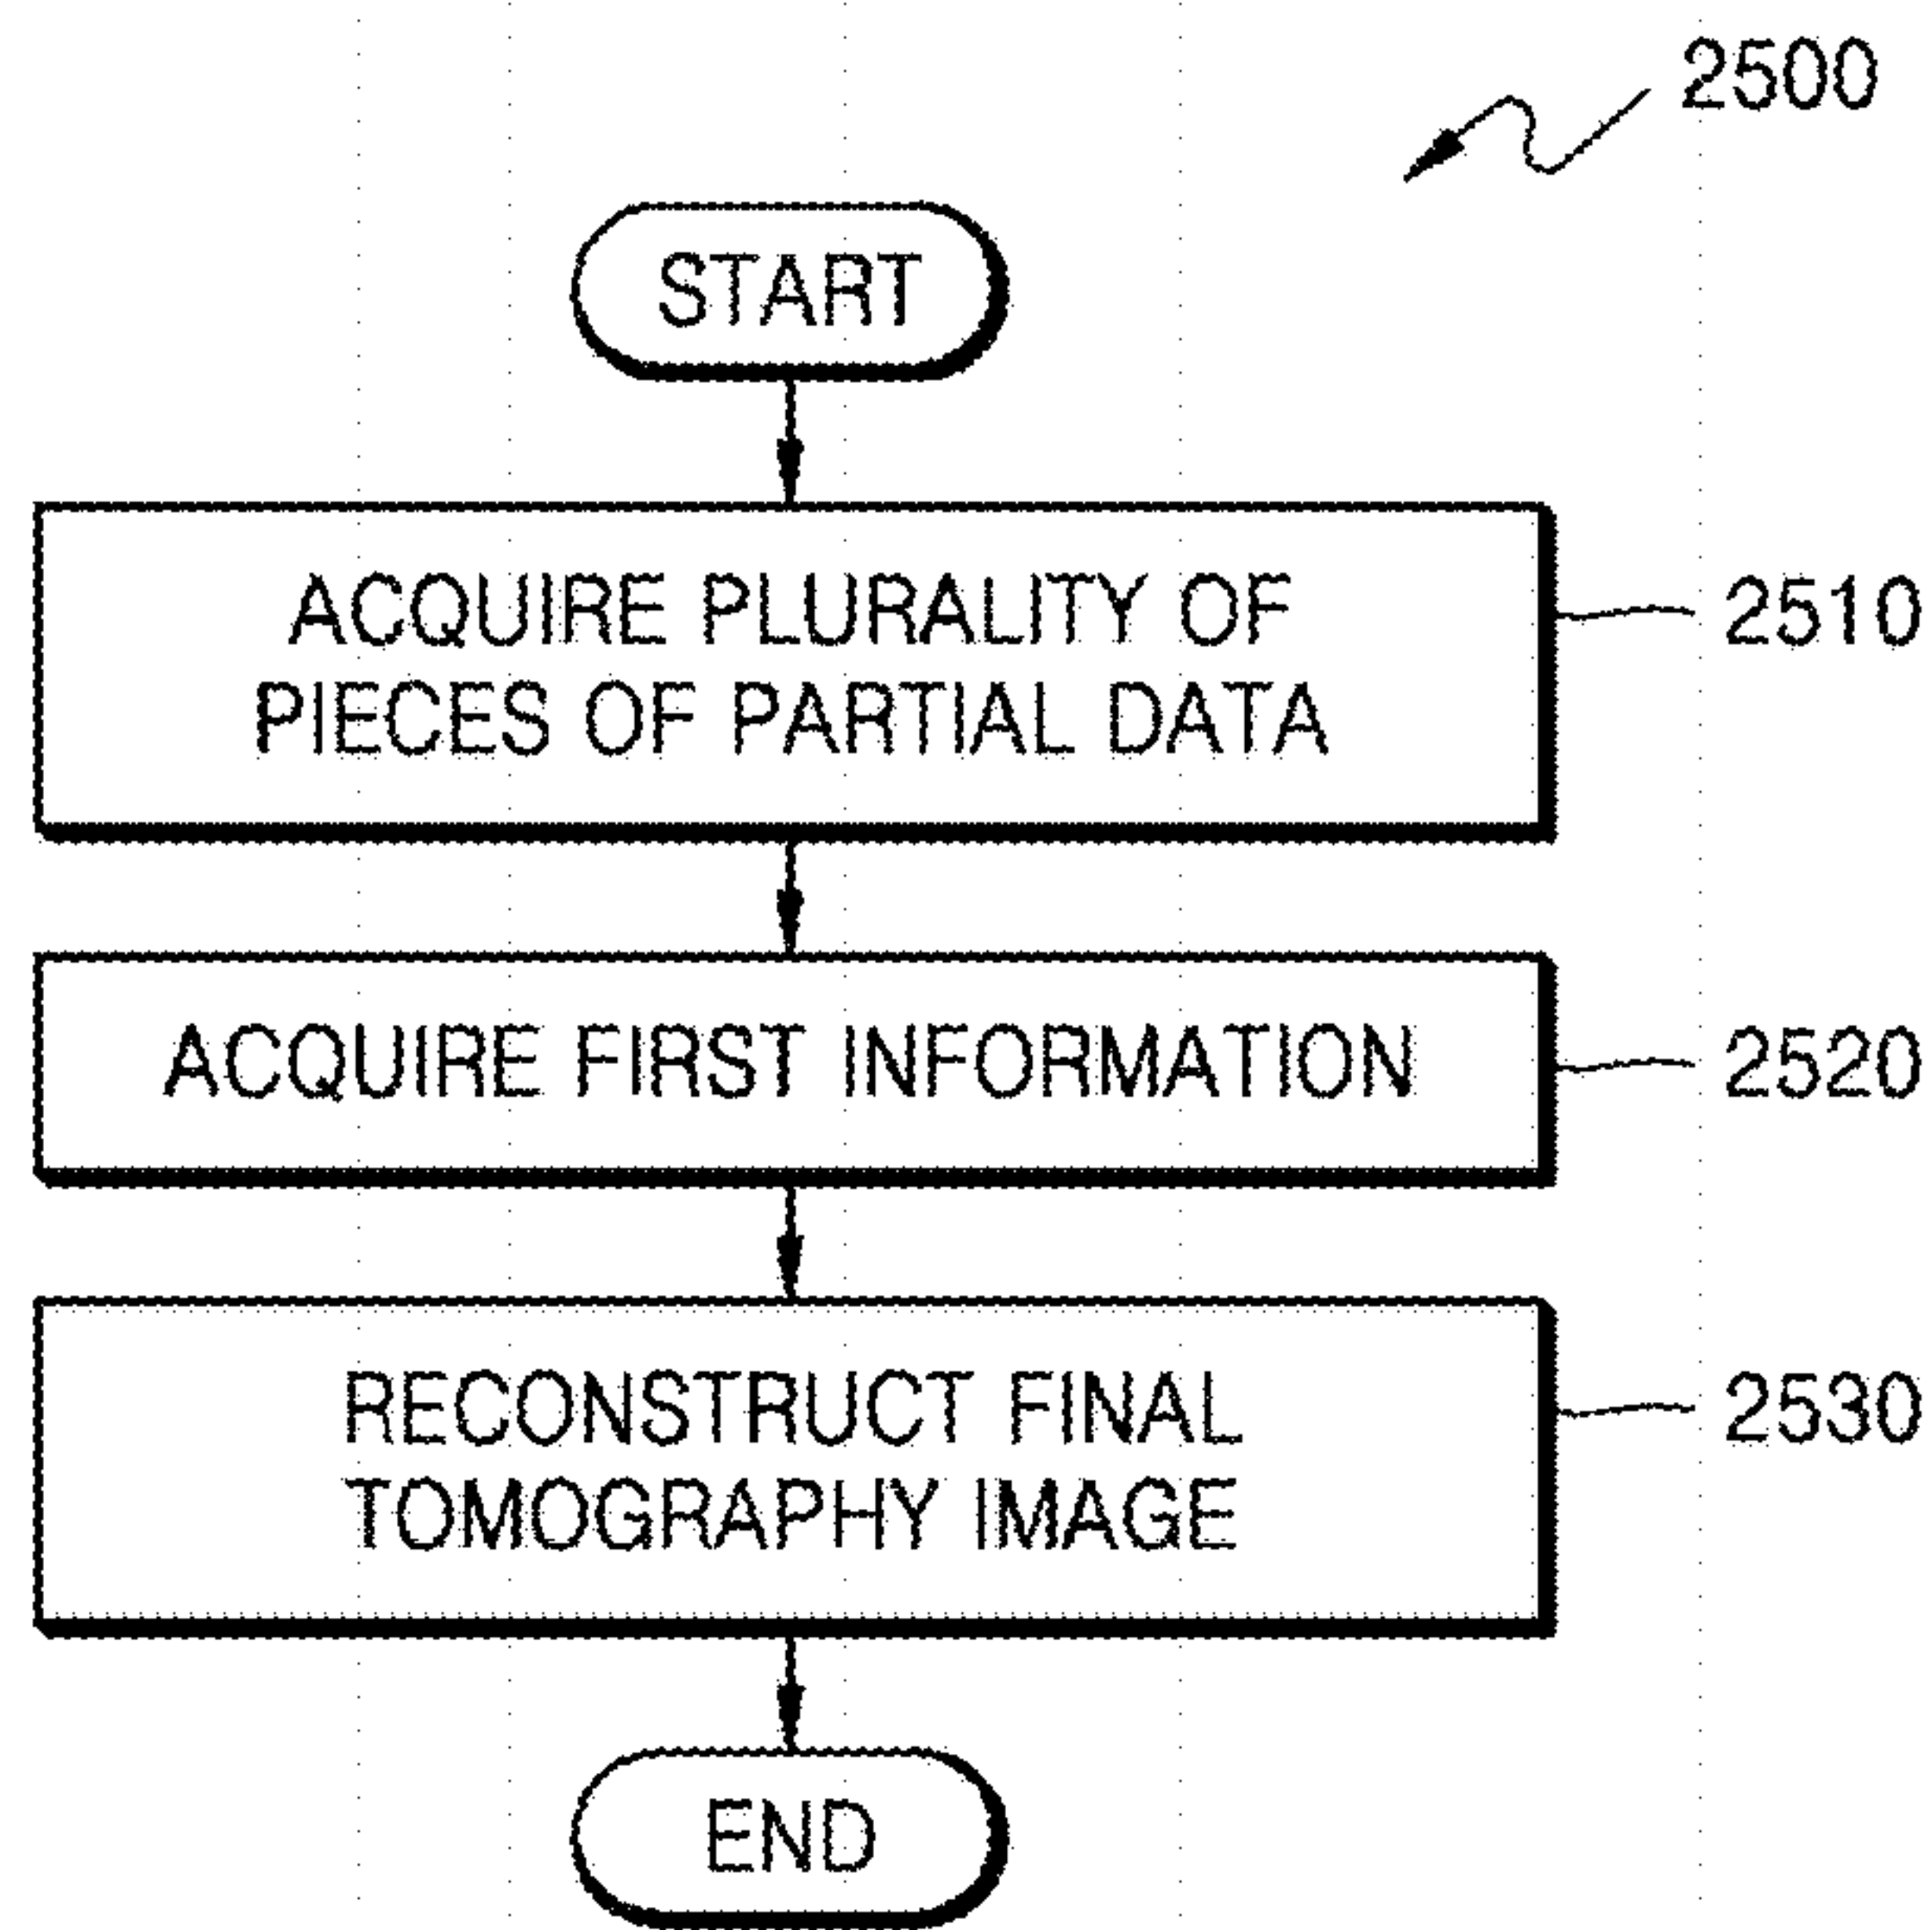 2500
START
ACQUIRE PLURALITY OF
PIECES OF PARTIAL DATA
2510
ACQUIRE FIRST INFORMATION
2520
RECONSTRUCT FINAL
TOMOGRAPHY IMAGE
2530
END